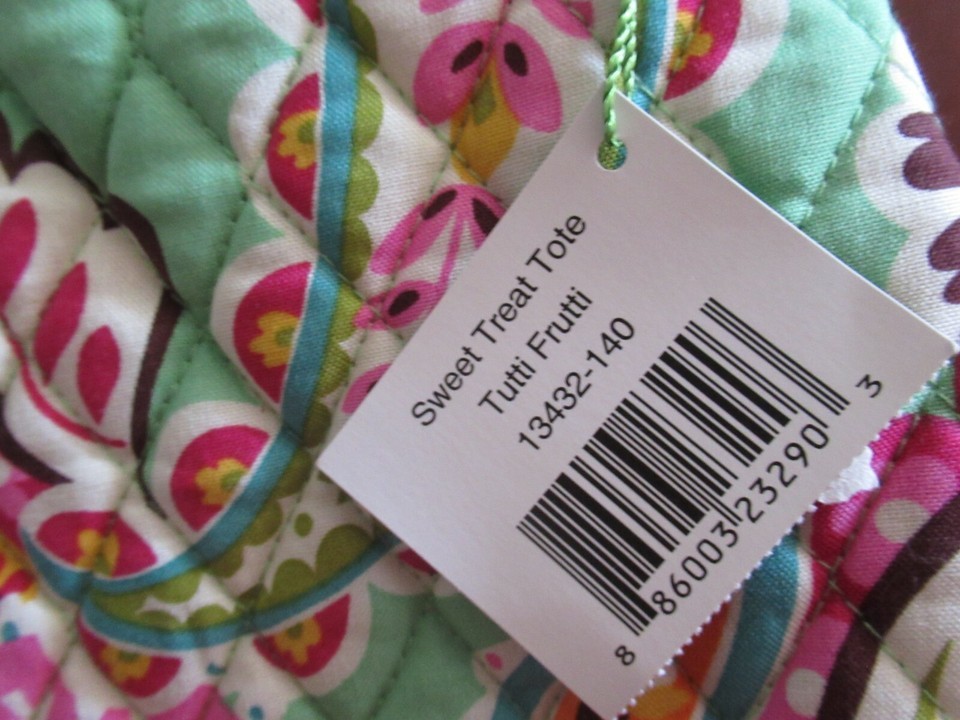 Sweet Treat Tote
Tutti Frutti
13432-140
8 86003 23290 3